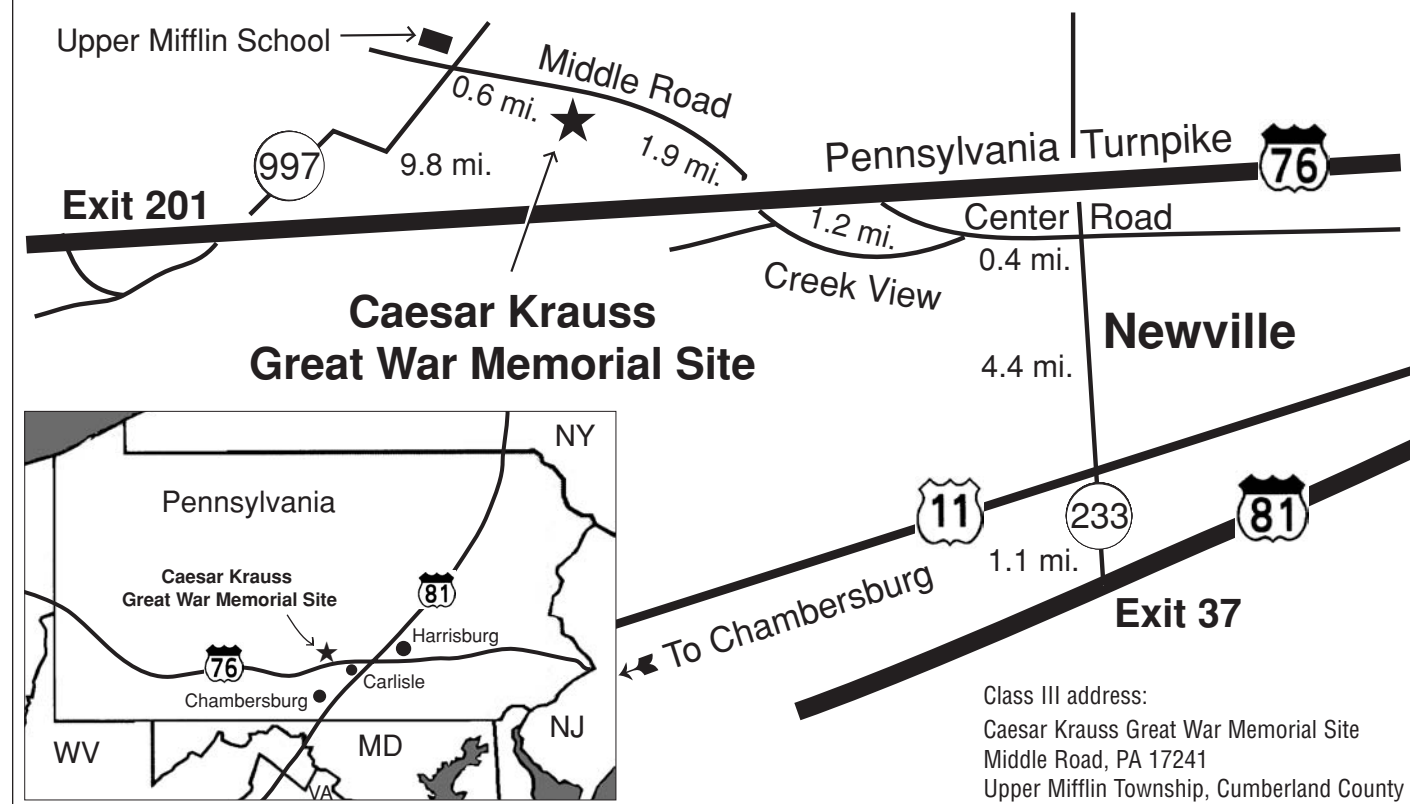 Upper Mifflin School
Middle Road
0.6 mi.
1.9 mi.
997
9.8 mi.
Pennsylvania Turnpike
76
Exit 201
1.2 mi.
Center Road
0.4 mi.
Creek View
Caesar Krauss
Great War Memorial Site
Newville
4.4 mi.
11
233
81
1.1 mi.
To Chambersburg
Exit 37
NY
Pennsylvania
Caesar Krauss
Great War Memorial Site
81
Harrisburg
76
Carlisle
Chambersburg
WV
MD
NJ
VA
Class III address:
Caesar Krauss Great War Memorial Site
Middle Road, PA 17241
Upper Mifflin Township, Cumberland County